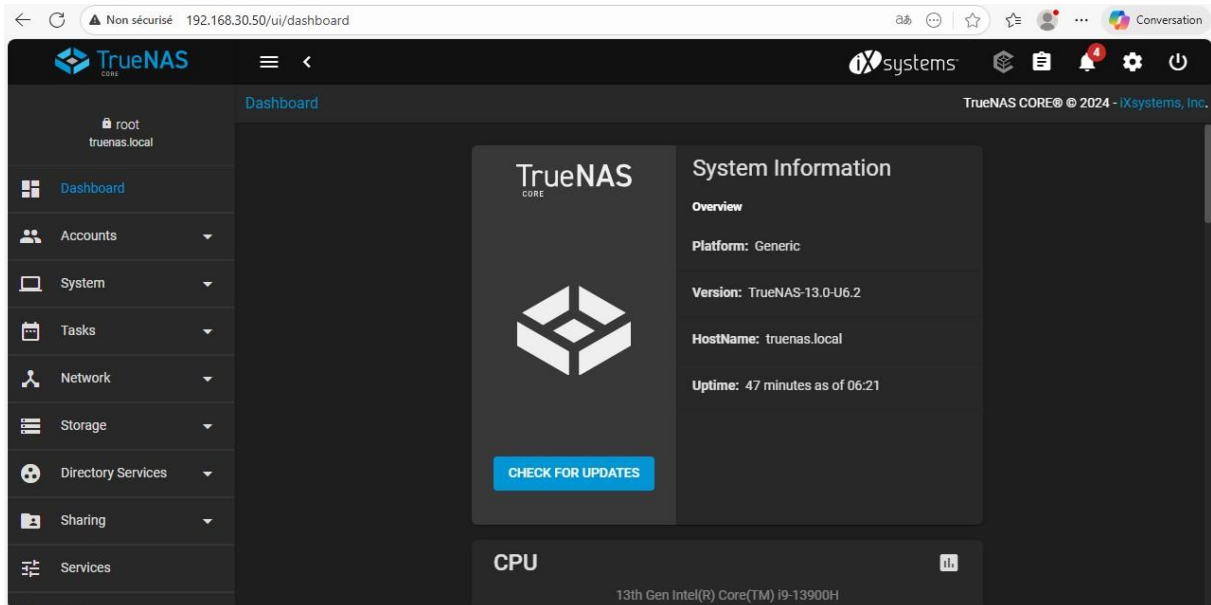 Non sécurisé 192.168.30.50/ui/dashboard aあ Conversation
TrueNAS CORE iXsystems 4
Dashboard TrueNAS CORE® © 2024 - iXsystems, Inc.
root
truenas.local
Dashboard
Accounts
System
Tasks
Network
Storage
Directory Services
Sharing
Services
TrueNAS CORE
CHECK FOR UPDATES
System Information
Overview
Platform: Generic
Version: TrueNAS-13.0-U6.2
HostName: truenas.local
Uptime: 47 minutes as of 06:21
CPU
13th Gen Intel(R) Core(TM) i9-13900H